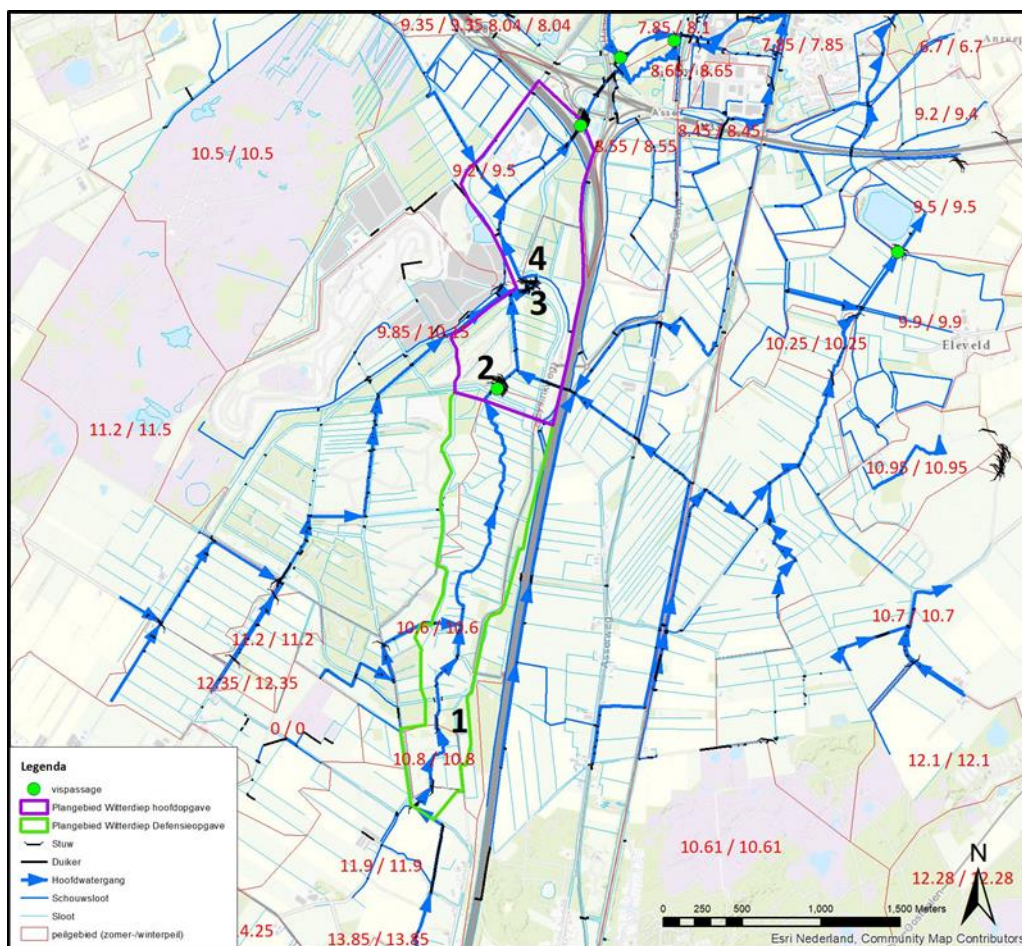 9.35 / 9.35
8.04 / 8.04
7.85 / 8.1
7.85 / 7.85
6.7 / 6.7
8.65 / 8.65
9.2 / 9.4
8.45 / 8.45
10.5 / 10.5
8.55 / 8.55
9.2 / 9.5
9.5 / 9.5
4
3
9.85 / 10.15
9.9 / 9.9
10.25 / 10.25
Eleveld
2
11.2 / 11.5
10.95 / 10.95
10.7 / 10.7
10.6 / 10.6
12.2 / 11.2
Asserweg
12.35 / 12.35
0 / 0
1
10.8 / 10.8
12.1 / 12.1
10.61 / 10.61
11.9 / 11.9
12.28 / 12.28
4.25
13.85 / 13.85
Legenda
vispassage
Plangebied Witterdiep hoofdopgave
Plangebied Witterdiep Defensieopgave
Stuw
Duiker
Hoofdwatergang
Schouwsloot
Sloot
peilgebied (zomer-/winterpeil)
N
0 250 500 1,000 1,500 Meters
Esri Nederland, Community Map Contributors